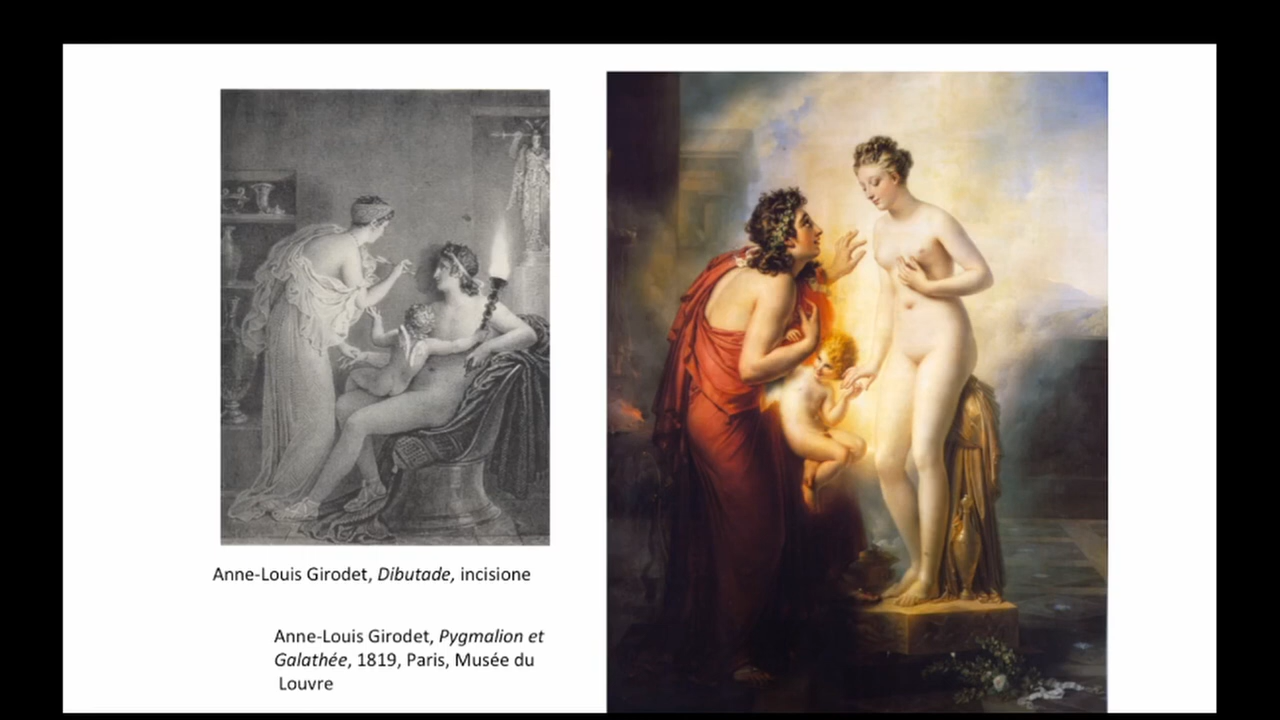 Anne-Louis Girodet, Dibutade, incisione
Anne-Louis Girodet, Pygmalion et
Galathée, 1819, Paris, Musée du
Louvre